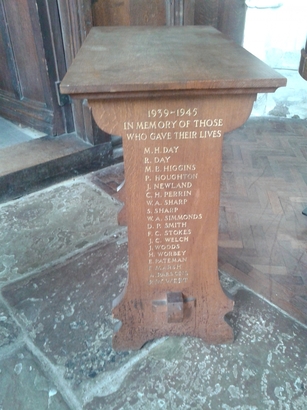 1939-1945
IN MEMORY OF THOSE
WHO GAVE THEIR LIVES
M. H. DAY
R. DAY
M. E. HIGGINS
P. HOUGHTON
J. NEWLAND
C. H. PERRIN
W. A. SHARP
S. SHARP
W. A. SIMMONDS
D. P. SMITH
F. C. STOKES
J. C. WELCH
J. WOODS
H. WORBEY
F. BATEMAN